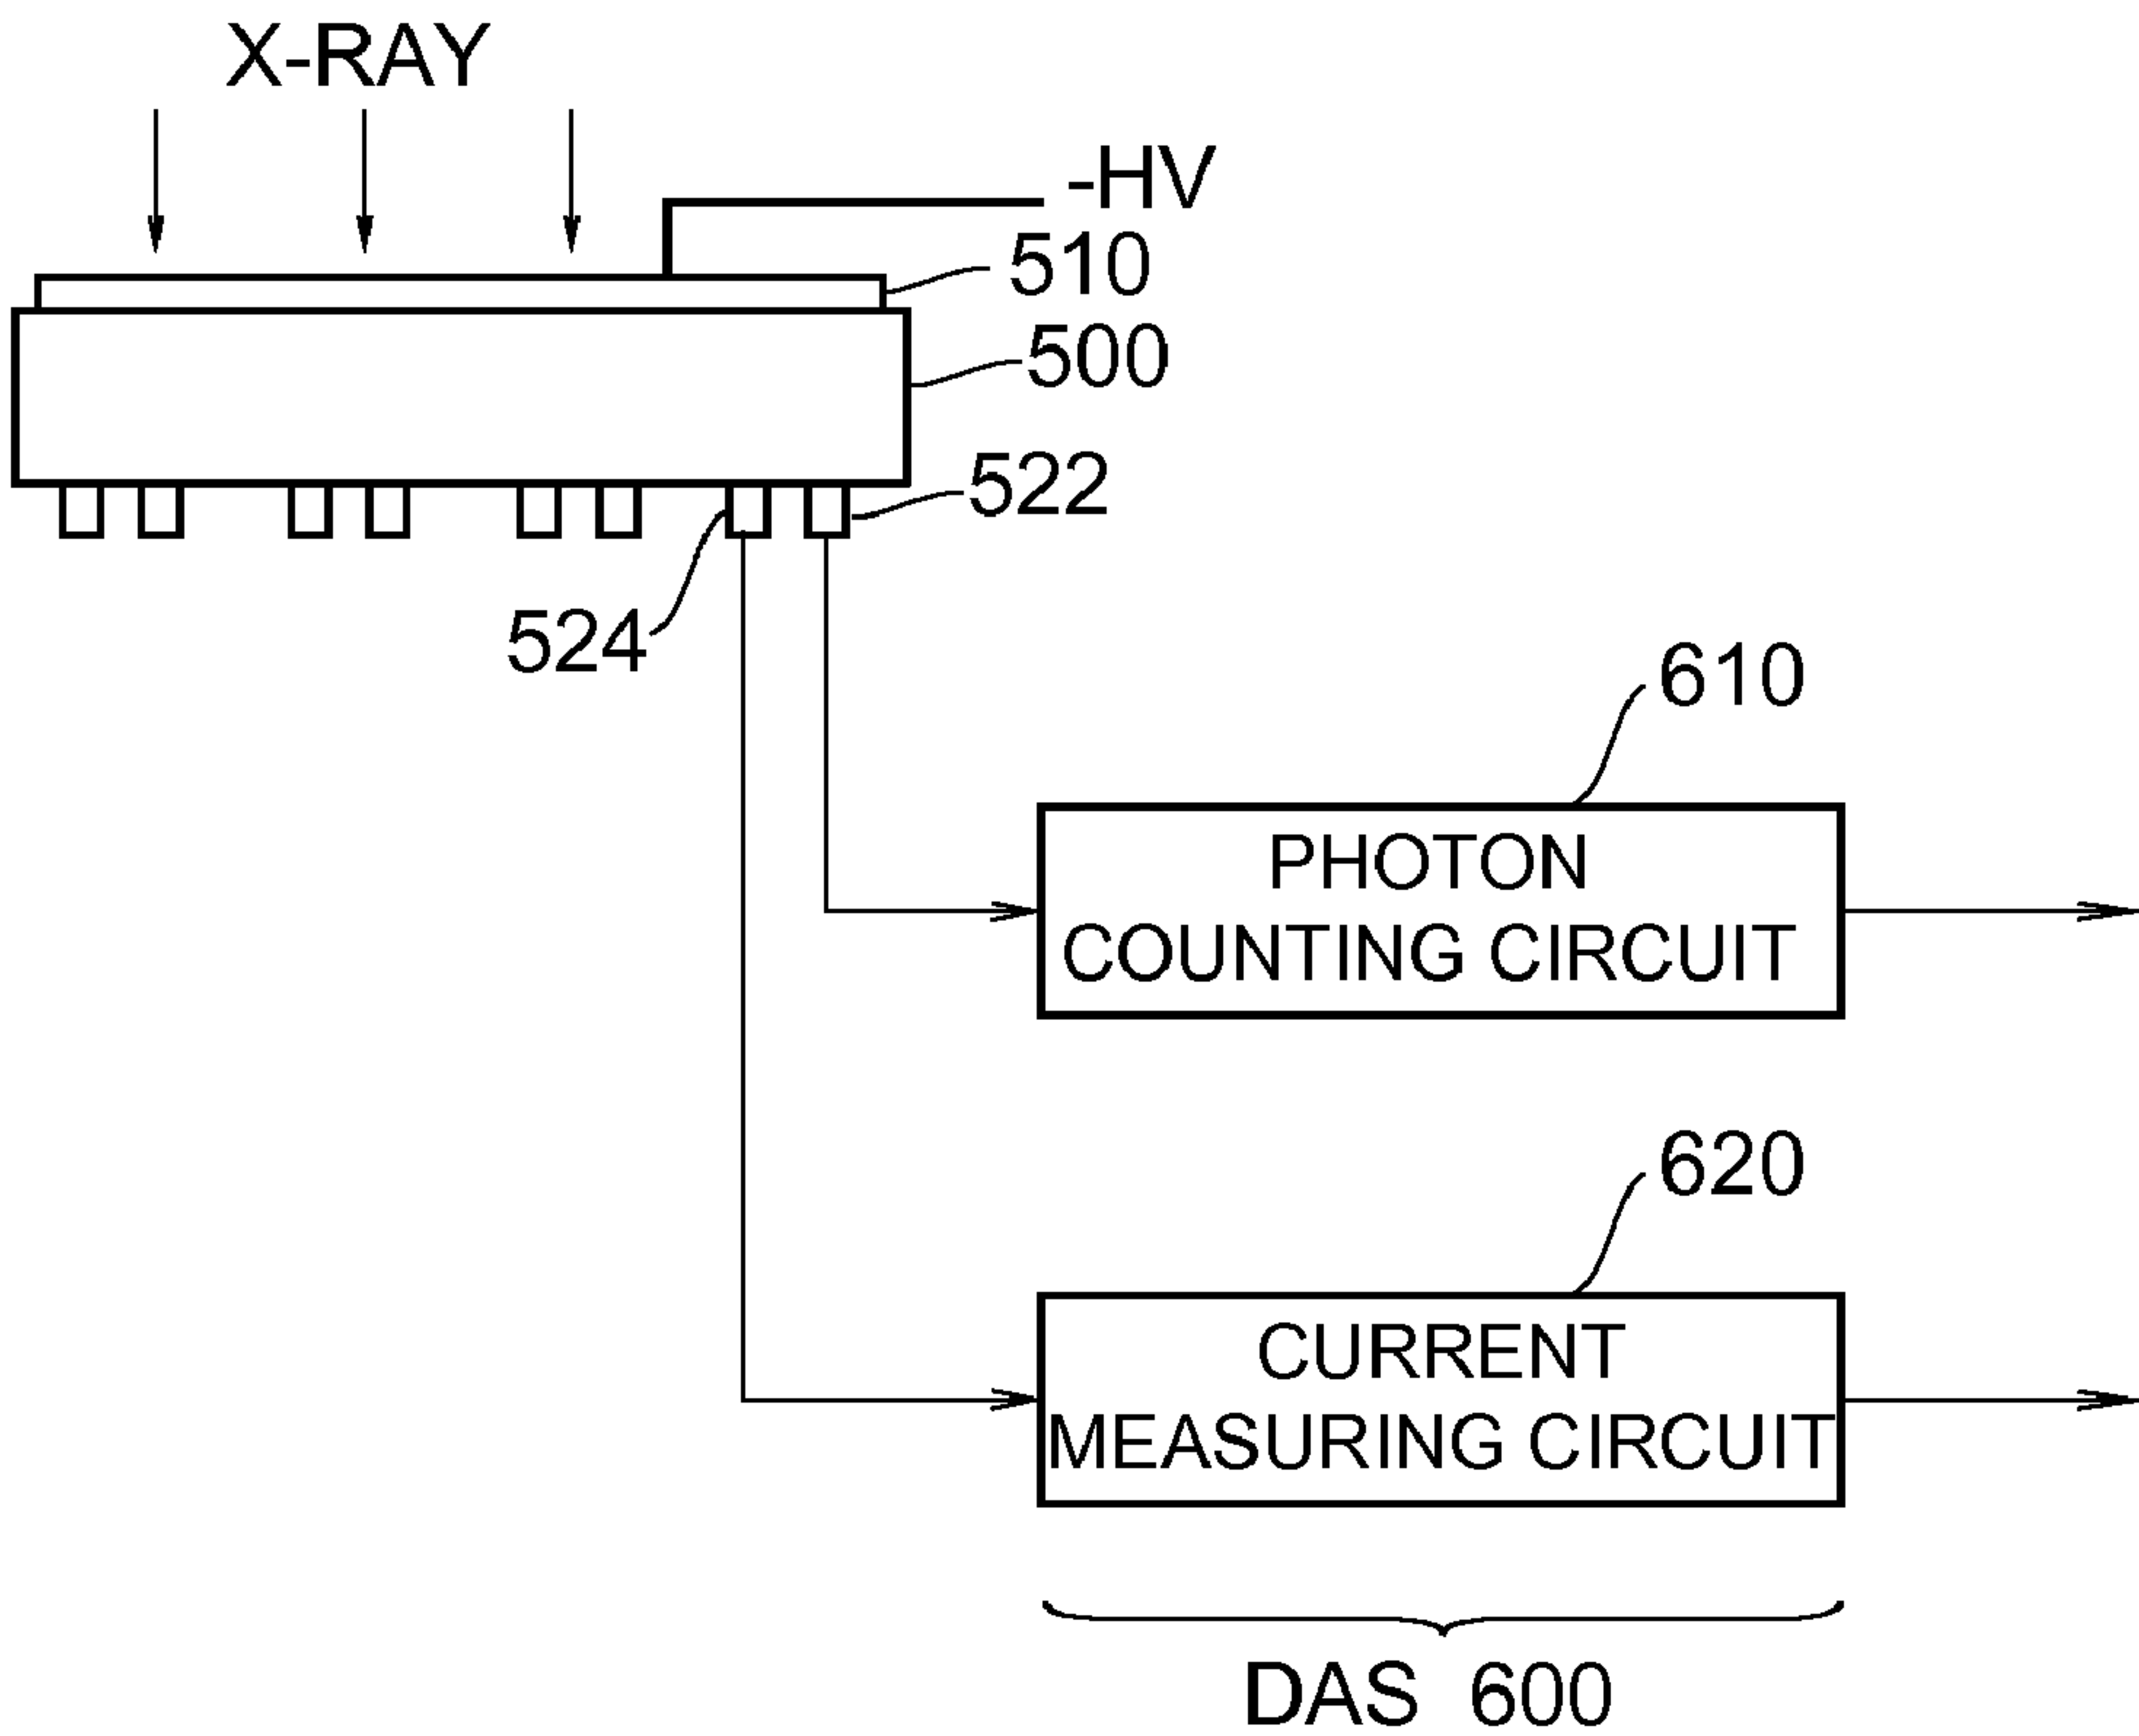 X-RAY
-HV
510
500
522
524
610
PHOTON
COUNTING CIRCUIT
620
CURRENT
MEASURING CIRCUIT
DAS 600